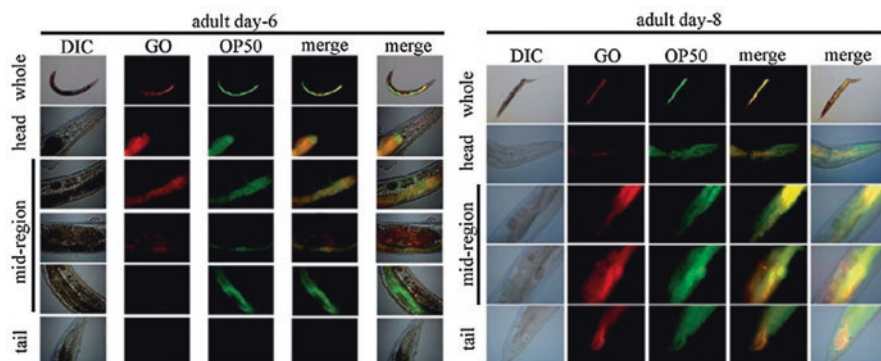 adult day-6
DIC GO OP50 merge merge
whole
head
mid-region
tail
adult day-8
DIC GO OP50 merge merge
whole
head
mid-region
tail